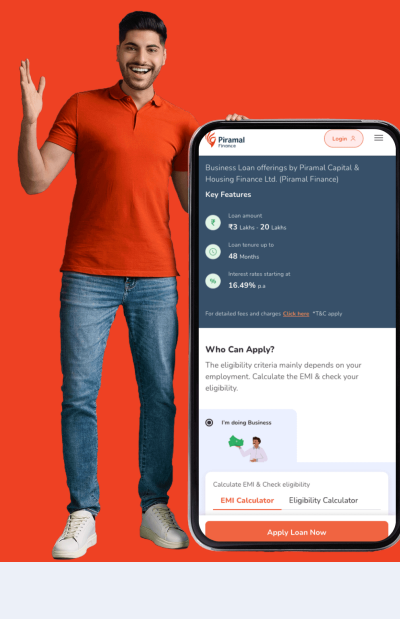 Piramal
Finance
Login
Business Loan offerings by Piramal Capital &
Housing Finance Ltd. (Piramal Finance)
Key Features
₹
Loan amount
₹3 Lakhs - 20 Lakhs
Loan tenure up to
48 Months
%
Interest rates starting at
16.49% p.a
For detailed fees and charges Click here *T&C apply
Who Can Apply?
The eligibility criteria mainly depends on your
employment. Calculate the EMI & check your
eligibility.
I'm doing Business
Calculate EMI & Check eligibility
EMI Calculator Eligibility Calculator
Apply Loan Now